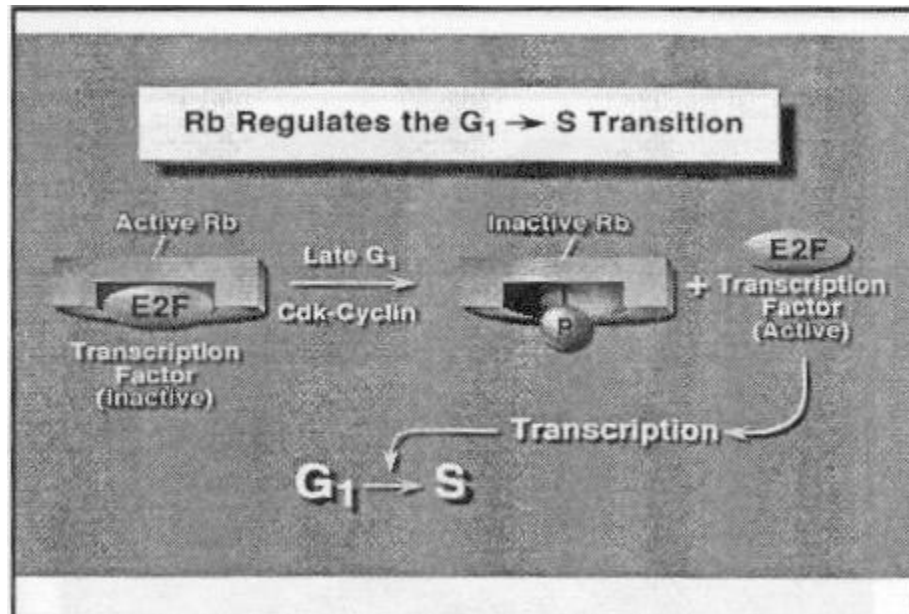 Rb Regulates the G₁ → S Transition
Active Rb
E2F
Transcription
Factor
(Inactive)
Late G₁
Cdk-Cyclin
Inactive Rb
P
+
E2F
Transcription
Factor
(Active)
Transcription
G₁ → S